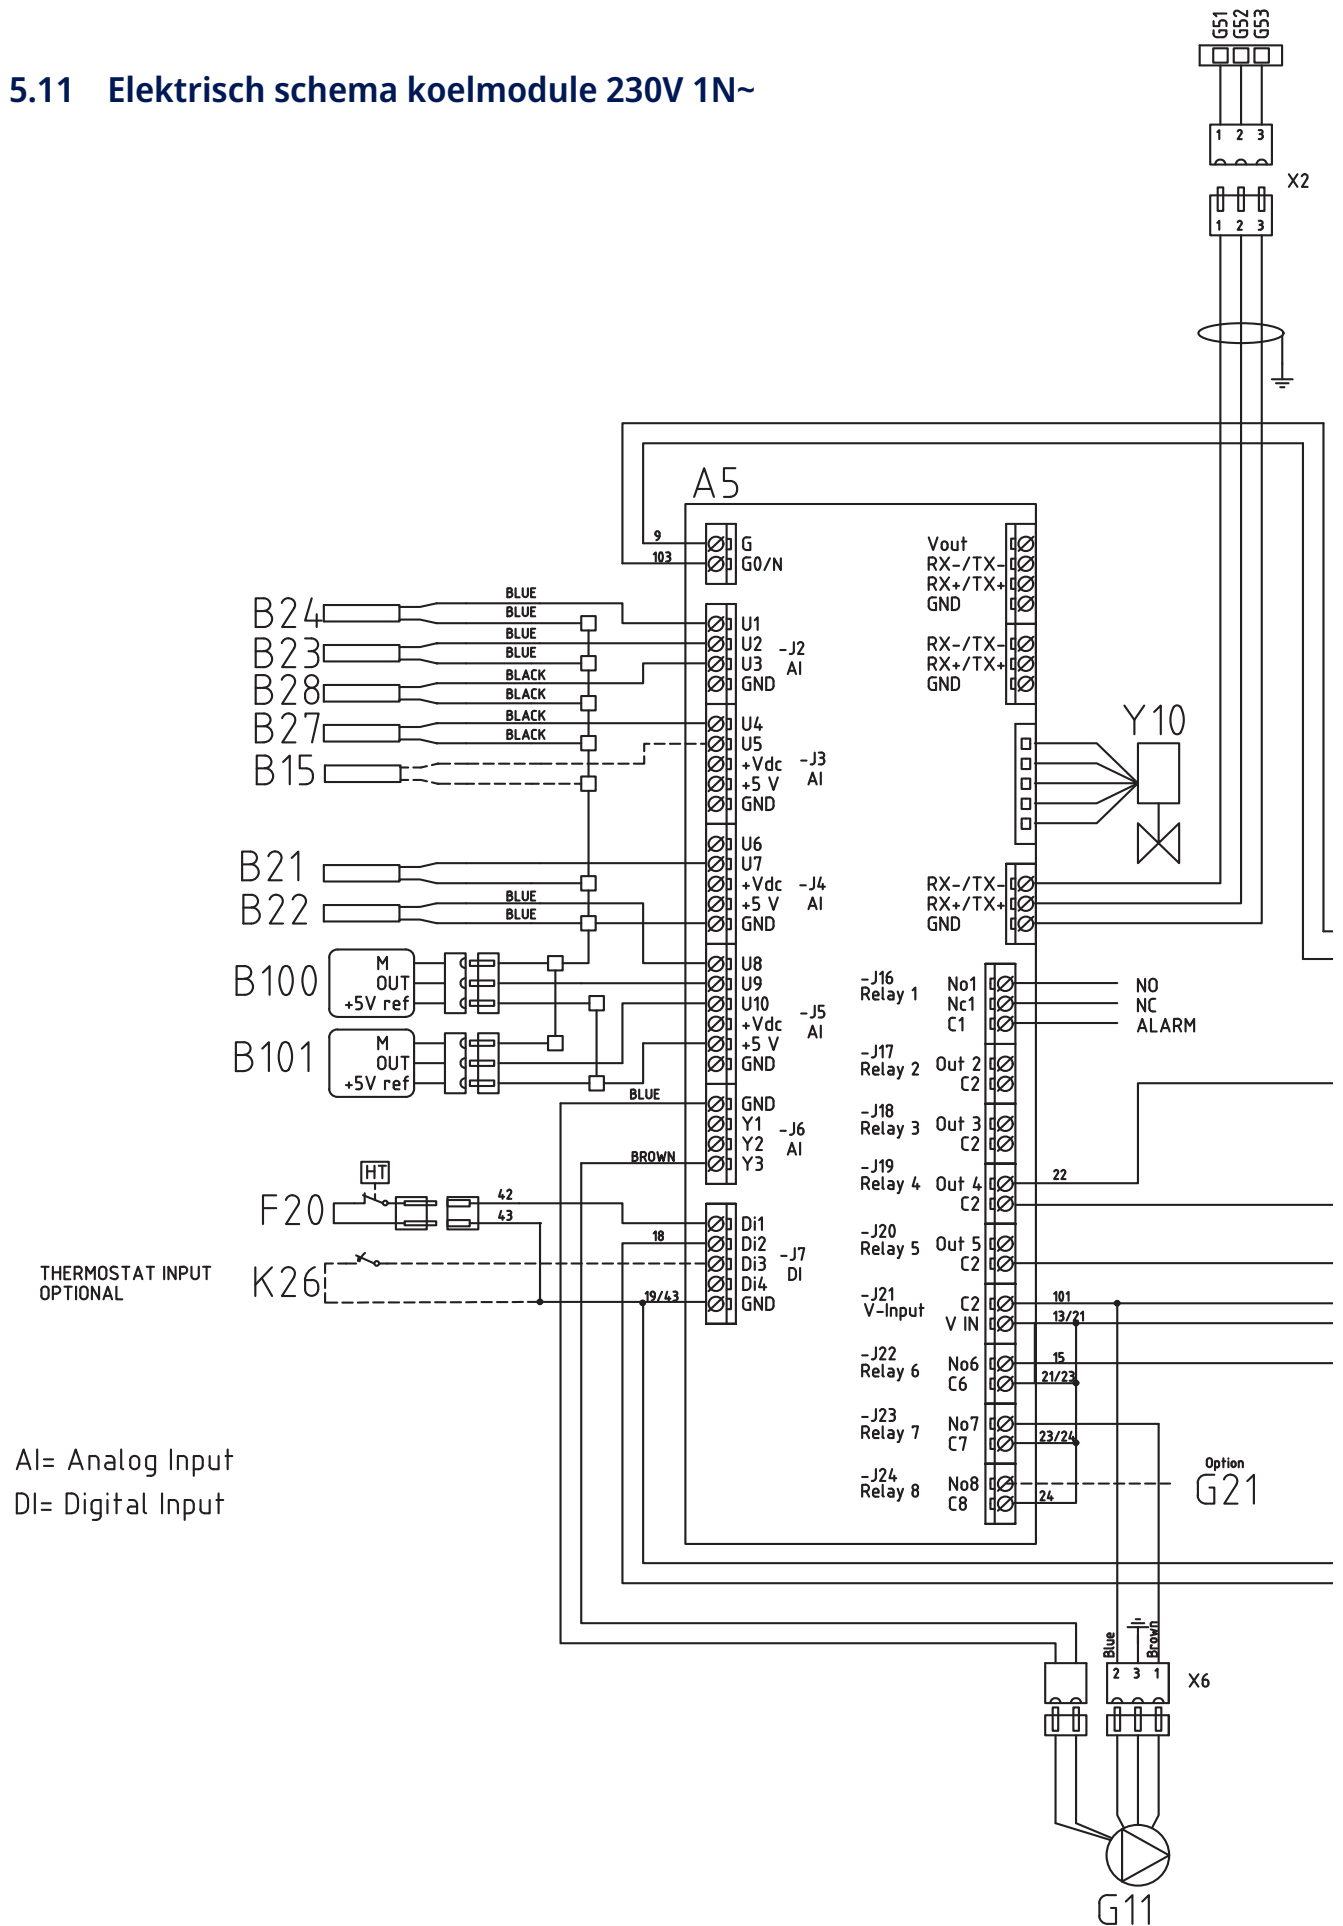 5.11 Elektrisch schema koelmodule 230V 1N~
G51 G52 G53
1 2 3
X2
1 2 3
A5
9 G
103 G0/N
Vout
RX-/TX-
RX+/TX+
GND
RX-/TX-
RX+/TX+
GND
B24
BLUE
BLUE
B23
BLUE
BLUE
B28
BLACK
BLACK
B27
BLACK
BLACK
B15
U1
U2
U3
GND
-J2
AI
U4
U5
+Vdc
+5 V
GND
-J3
AI
Y10
B21
B22
BLUE
BLUE
U6
U7
+Vdc
+5 V
GND
-J4
AI
RX-/TX-
RX+/TX+
GND
B100
M
OUT
+5V ref
B101
M
OUT
+5V ref
U8
U9
U10
+Vdc
+5 V
GND
-J5
AI
BLUE
BROWN
GND
Y1
Y2
Y3
-J6
AI
HT
F20
42
43
18
THERMOSTAT INPUT
OPTIONAL
K26
19/43
Di1
Di2
Di3
Di4
GND
-J7
DI
-J16
Relay 1
No1
Nc1
C1
NO
NC
ALARM
-J17
Relay 2
Out 2
C2
-J18
Relay 3
Out 3
C2
-J19
Relay 4
Out 4
C2
22
-J20
Relay 5
Out 5
C2
-J21
V-Input
C2
V IN
101
13/21
-J22
Relay 6
No6
C6
15
21/23
-J23
Relay 7
No7
C7
23/24
-J24
Relay 8
No8
C8
24
Option
G21
AI= Analog Input
DI= Digital Input
Blue
Brown
2 3 1
X6
G11